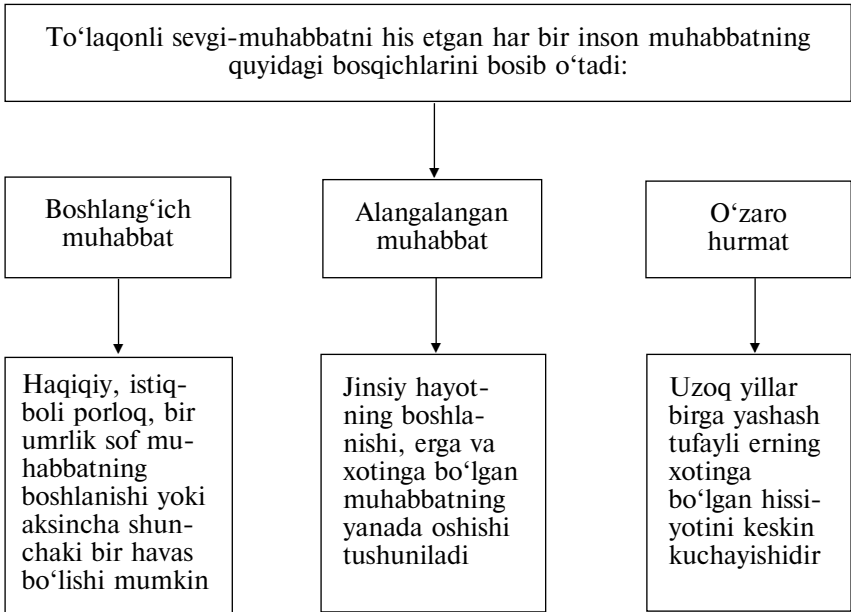 To‘laqonli sevgi-muhabbatni his etgan har bir inson muhabbatning
quyidagi bosqichlarini bosib o‘tadi:
Boshlang‘ich
muhabbat
Alangalangan
muhabbat
O‘zaro
hurmat
Haqiqiy, istiq-
boli porloq, bir
umrlik sof mu-
habbatning
boshlanishi yoki
aksincha shun-
chaki bir havas
bo‘lishi mumkin
Jinsiy hayot-
ning boshla-
nishi, erga va
xotinga bo‘lgan
muhabbatning
yanada oshishi
tushuniladi
Uzoq yillar
birga yashash
tufayli erning
xotinga
bo‘lgan hissi-
yotini keskin
kuchayishidir